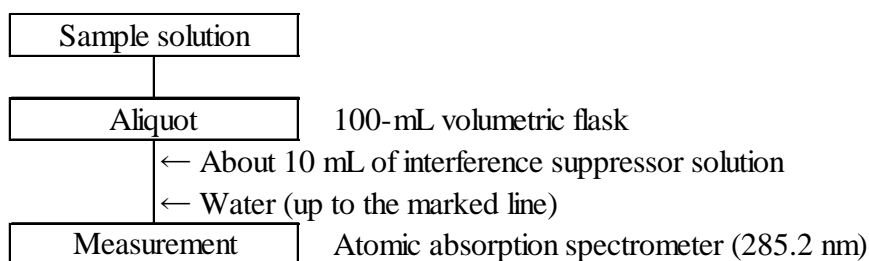 Sample solution
Aliquot 100-mL volumetric flask
← About 10 mL of interference suppressor solution
← Water (up to the marked line)
Measurement Atomic absorption spectrometer (285.2 nm)